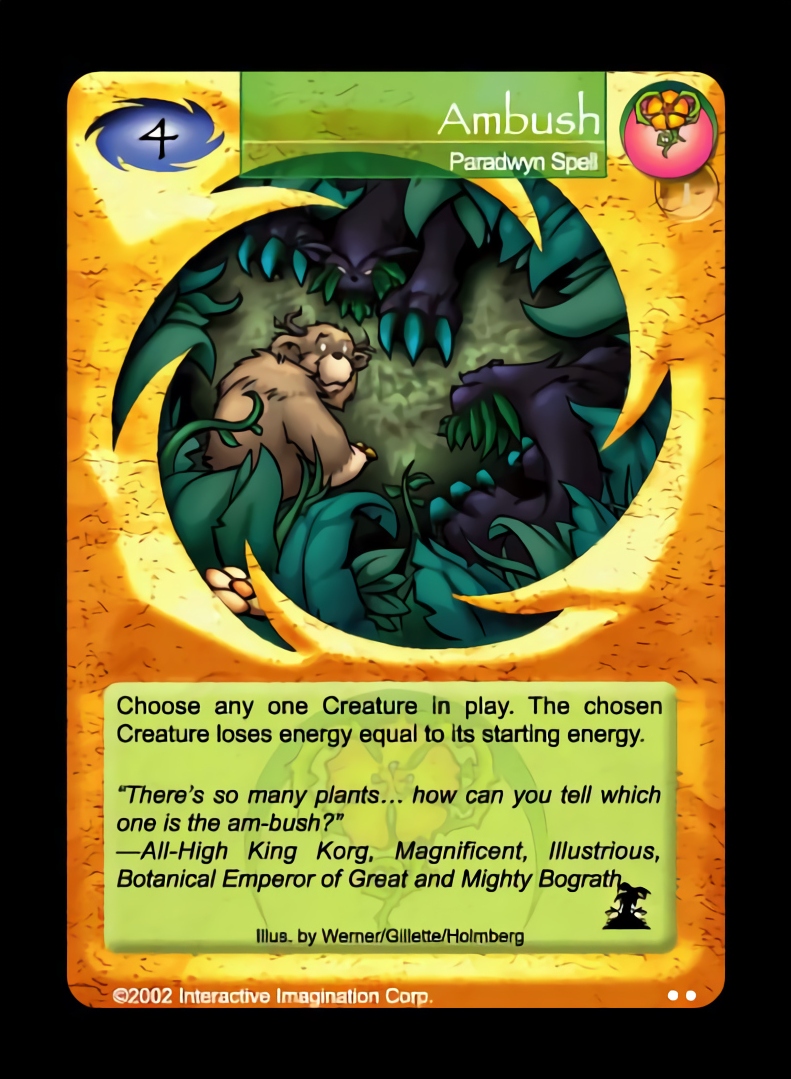 4
Ambush
Paradwyn Spell
Choose any one Creature in play. The chosen
Creature loses energy equal to its starting energy.
“There’s so many plants… how can you tell which
one is the am-bush?”
—All-High King Korg, Magnificent, Illustrious,
Botanical Emperor of Great and Mighty Bograth
Illus. by Werner/Gillette/Holmberg
©2002 Interactive Imagination Corp.